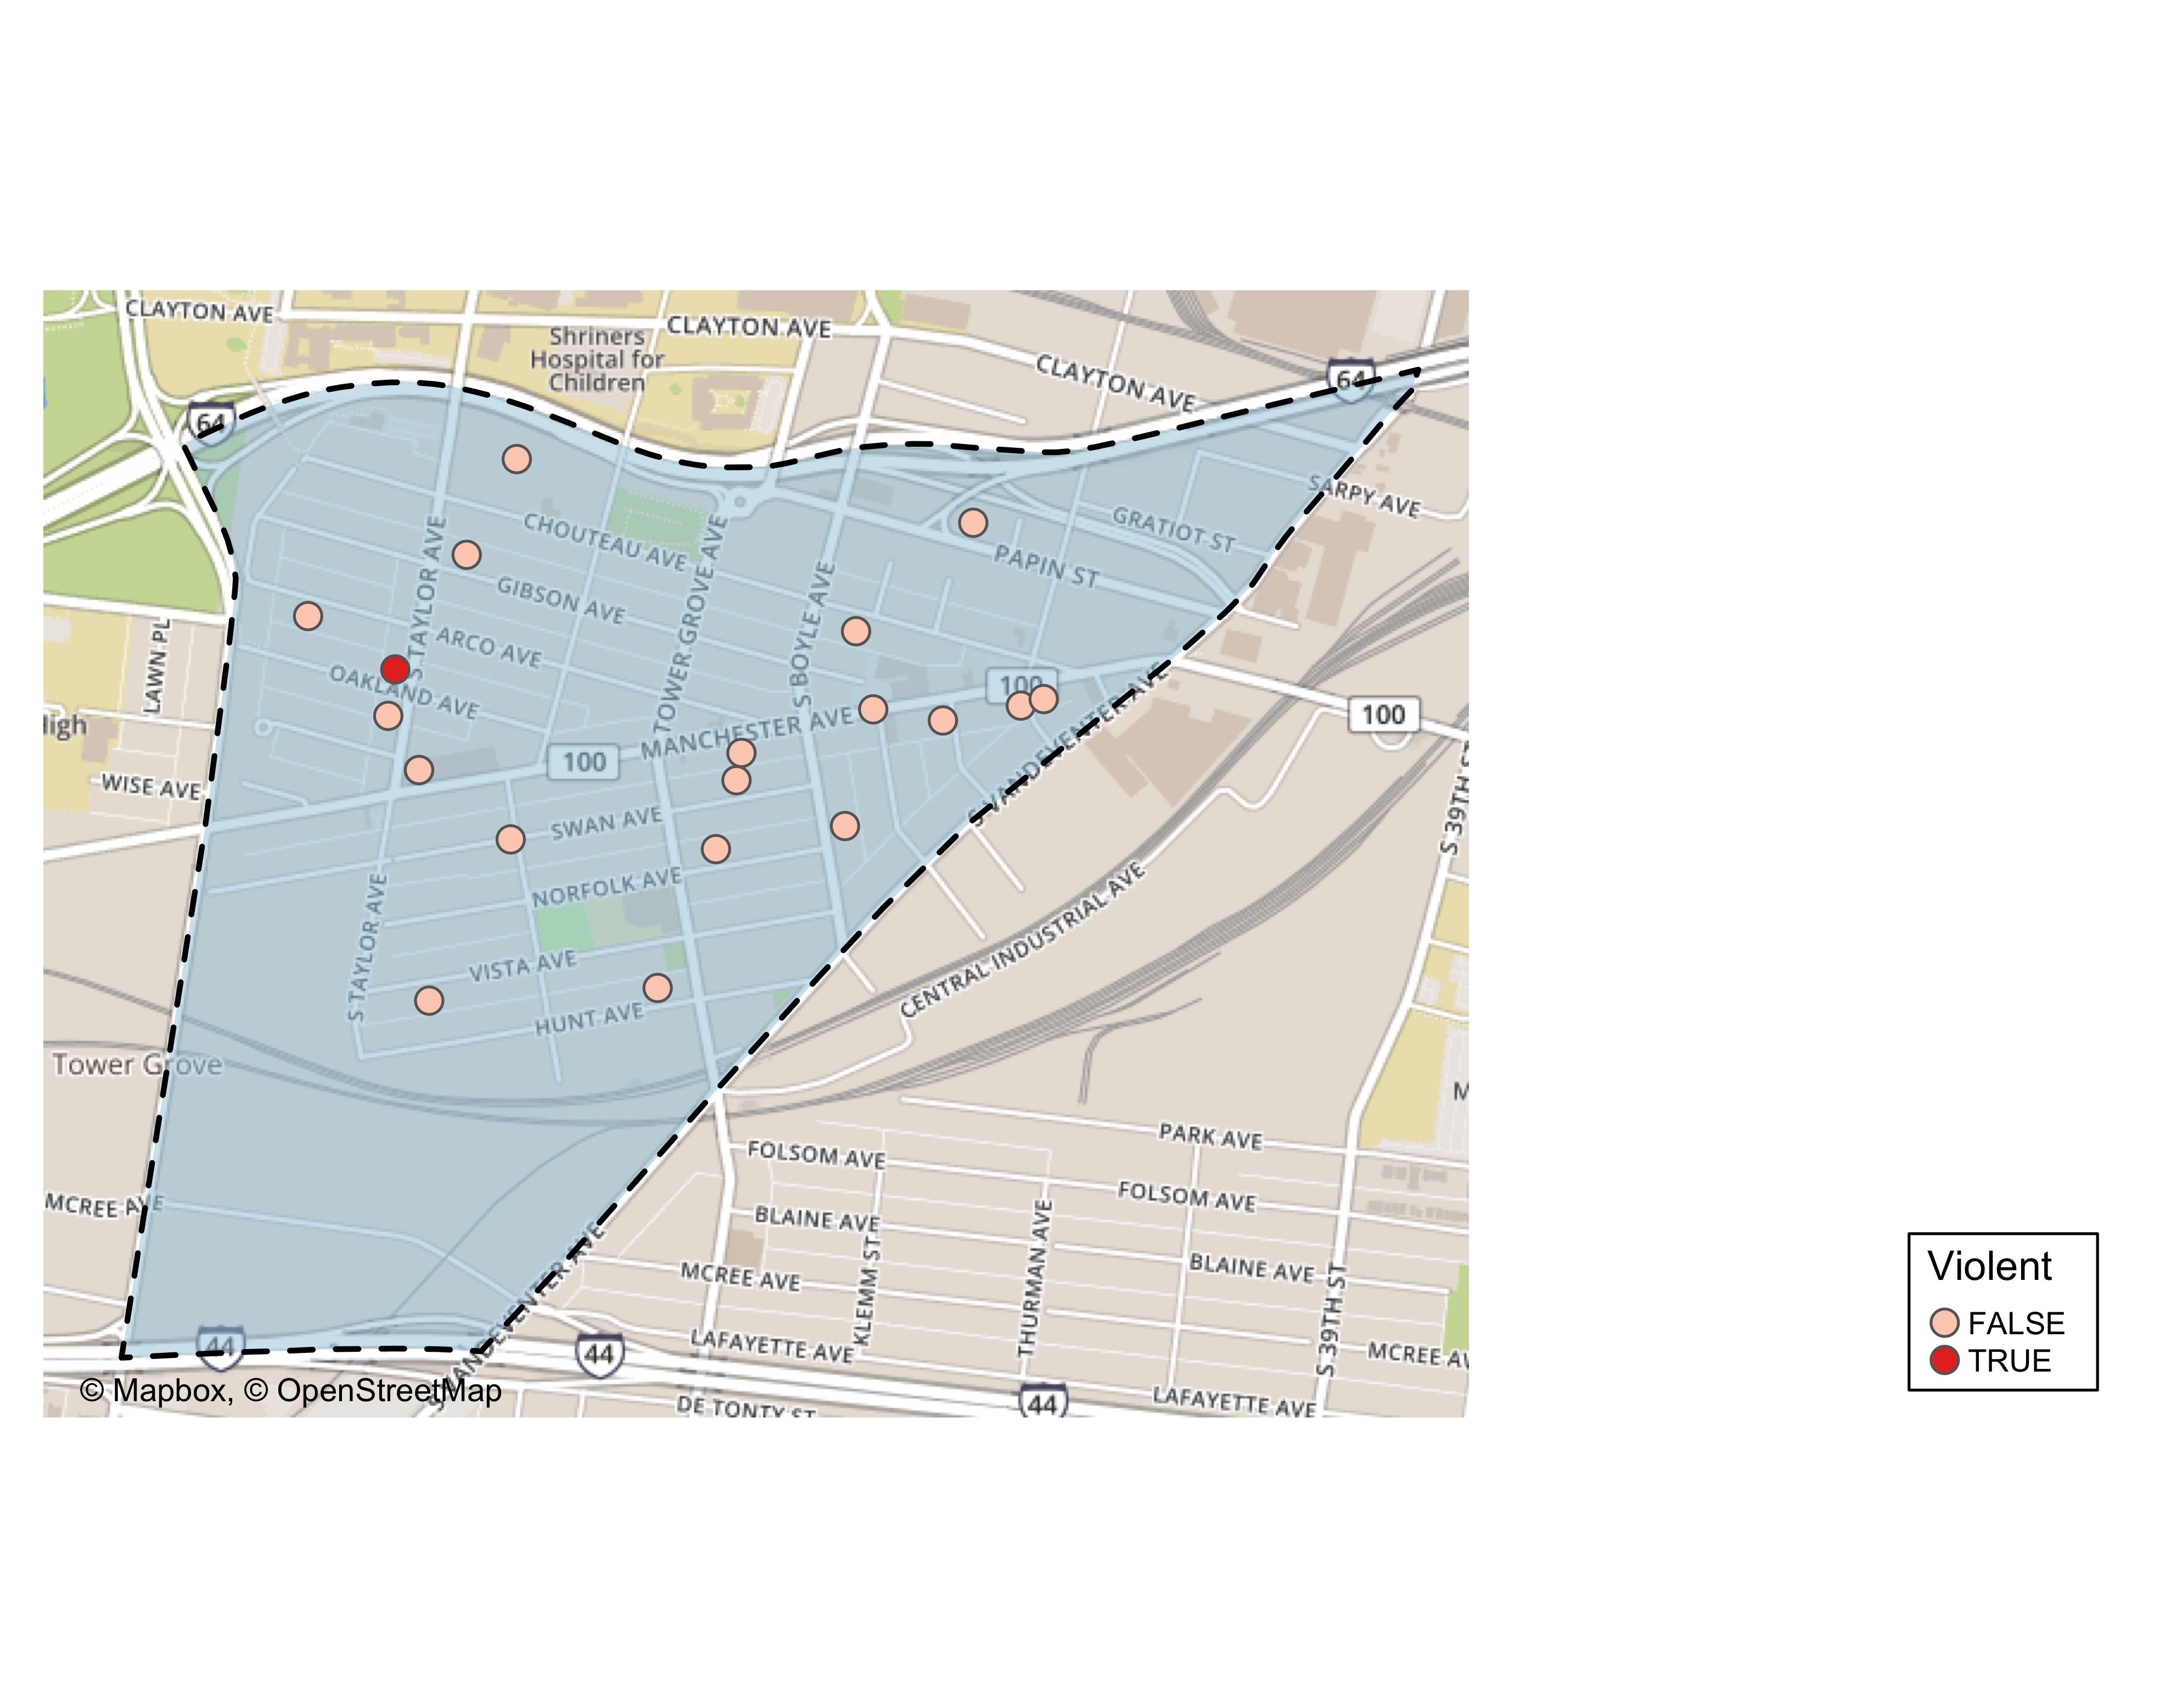 CLAYTON AVE
CLAYTON AVE
Shriners
Hospital for
Children
CLAYTON AVE
64
64
SARPY AVE
GRATIOT ST
CHOUTEAU AVE
PAPIN ST
S TAYLOR AVE
GIBSON AVE
TOWER GROVE AVE
S BOYLE AVE
ARCO AVE
LAWN PL
OAKLAND AVE
100
100
High
MANCHESTER AVE
100
S VANDEVENTER AVE
WISE AVE
SWAN AVE
S 39TH ST
NORFOLK AVE
S TAYLOR AVE
CENTRAL INDUSTRIAL AVE
VISTA AVE
HUNT AVE
Tower Grove
M
PARK AVE
FOLSOM AVE
FOLSOM AVE
MCREE AVE
BLAINE AVE
KLEMM ST
THURMAN AVE
BLAINE AVE
S VANDEVENTER AVE
MCREE AVE
S 39TH ST
44
44
LAFAYETTE AVE
MCREE AV
© Mapbox, © OpenStreetMap
DE TONTY ST
44
LAFAYETTE AVE
Violent
FALSE
TRUE